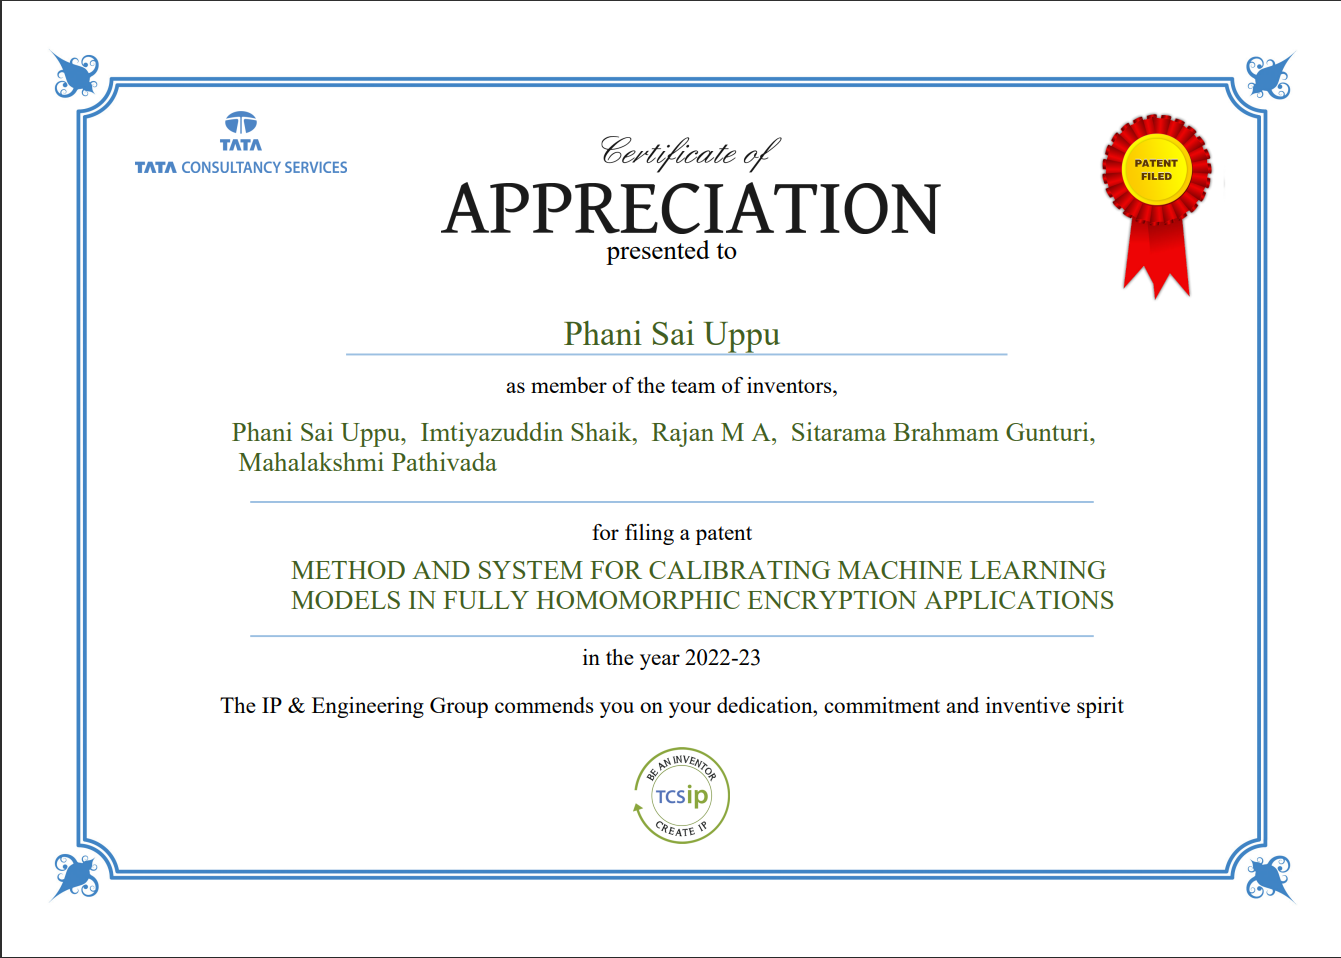 TATA
TATA CONSULTANCY SERVICES
Certificate of
APPRECIATION
presented to
PATENT
FILED
Phani Sai Uppu
as member of the team of inventors,
Phani Sai Uppu, Imtiyazuddin Shaik, Rajan M A, Sitarama Brahmam Gunturi,
Mahalakshmi Pathivada
for filing a patent
METHOD AND SYSTEM FOR CALIBRATING MACHINE LEARNING
MODELS IN FULLY HOMOMORPHIC ENCRYPTION APPLICATIONS
in the year 2022-23
The IP & Engineering Group commends you on your dedication, commitment and inventive spirit
BE AN INVENTOR
TCSip
CREATE IP